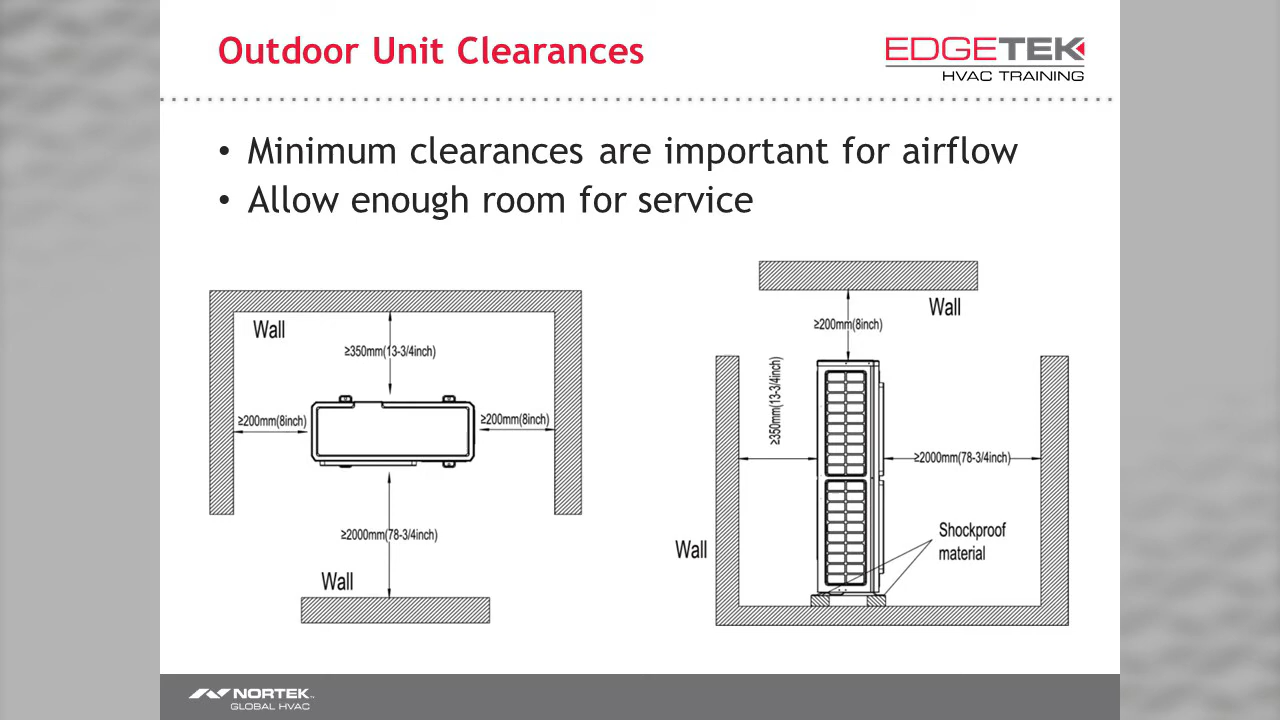 Outdoor Unit Clearances
EDGETEK
HVAC TRAINING
• Minimum clearances are important for airflow
• Allow enough room for service
Wall
≥350mm(13-3/4inch)
≥200mm(8inch)
≥200mm(8inch)
≥2000mm(78-3/4inch)
Wall
Wall
≥200mm(8inch)
≥350mm(13-3/4inch)
≥2000mm(78-3/4inch)
Shockproof
material
Wall
NORTEK
GLOBAL HVAC